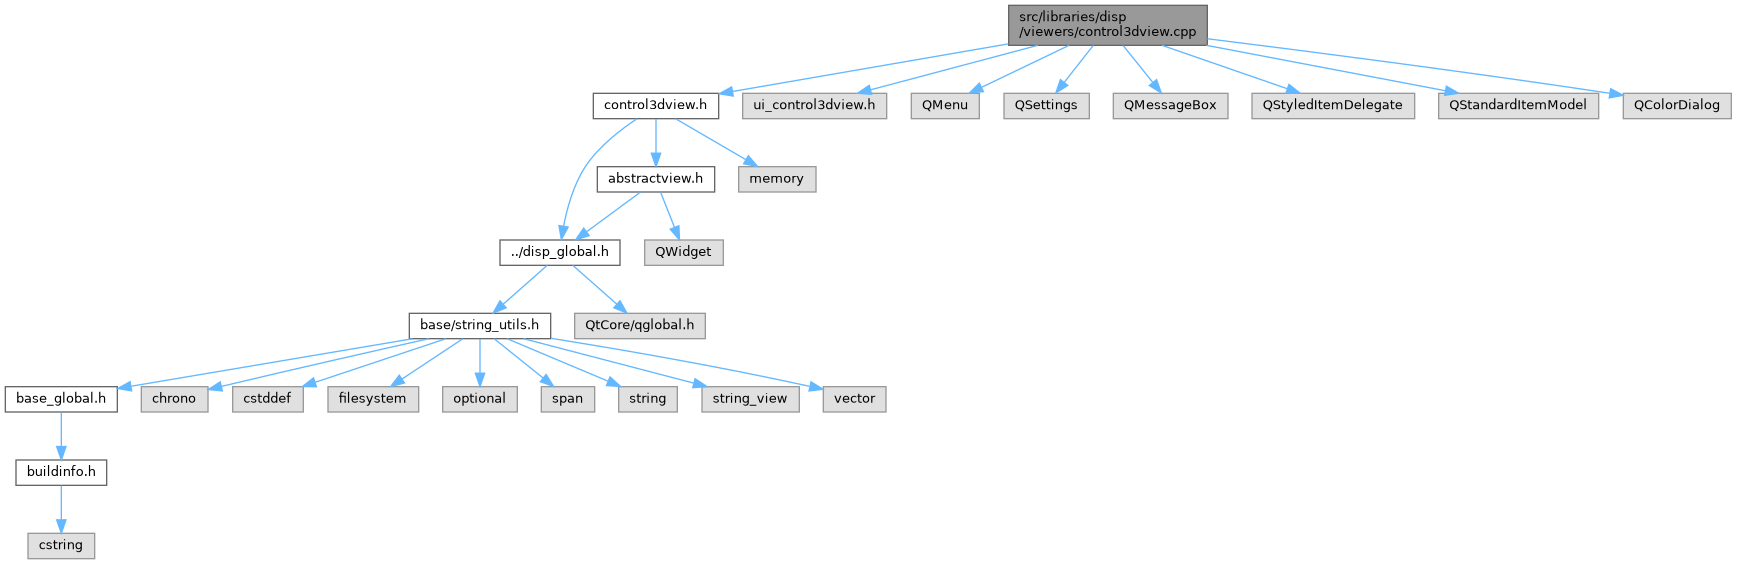 src/libraries/disp
/viewers/control3dview.cpp
control3dview.h
ui_control3dview.h
QMenu
QSettings
QMessageBox
QStyledItemDelegate
QStandardItemModel
QColorDialog
abstractview.h
memory
../disp_global.h
QWidget
base/string_utils.h
QtCore/qglobal.h
base_global.h
chrono
cstddef
filesystem
optional
span
string
string_view
vector
buildinfo.h
cstring